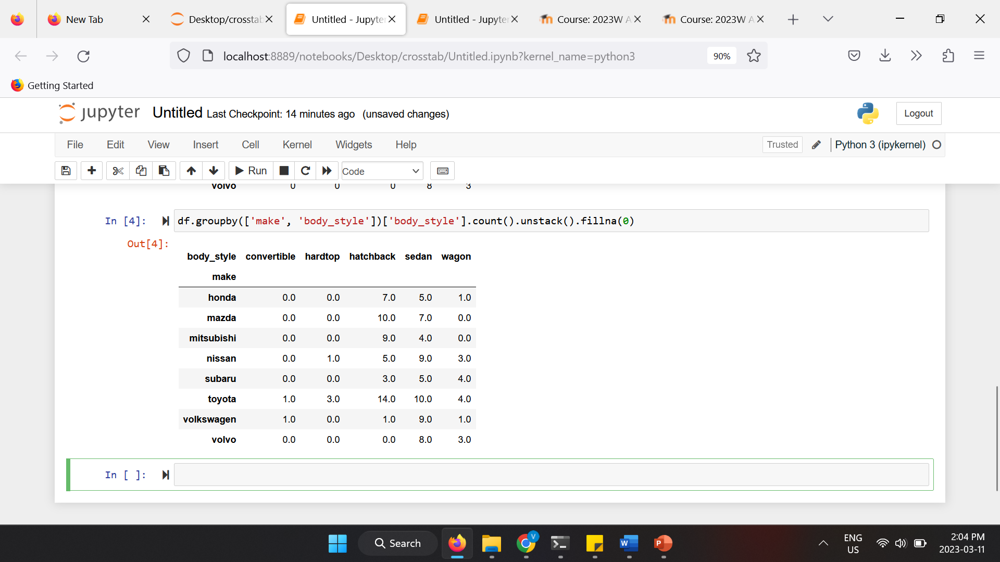 New Tab
Desktop/crosstab
Untitled - Jupyter
Untitled - Jupyter
Course: 2023W A
Course: 2023W A
localhost:8889/notebooks/Desktop/crosstab/Untitled.ipynb?kernel_name=python3
90%
Getting Started
jupyter Untitled Last Checkpoint: 14 minutes ago (unsaved changes)
Logout
File Edit View Insert Cell Kernel Widgets Help
Trusted Python 3 (ipykernel)
Run Code
volvo 0 0 0 8 3
In [4]: df.groupby(['make', 'body_style'])['body_style'].count().unstack().fillna(0)
Out[4]:
body_style convertible hardtop hatchback sedan wagon
make
honda 0.0 0.0 7.0 5.0 1.0
mazda 0.0 0.0 10.0 7.0 0.0
mitsubishi 0.0 0.0 9.0 4.0 0.0
nissan 0.0 1.0 5.0 9.0 3.0
subaru 0.0 0.0 3.0 5.0 4.0
toyota 1.0 3.0 14.0 10.0 4.0
volkswagen 1.0 0.0 1.0 9.0 1.0
volvo 0.0 0.0 0.0 8.0 3.0
In [ ]:
Search
V
W
P
ENG
US
2:04 PM
2023-03-11